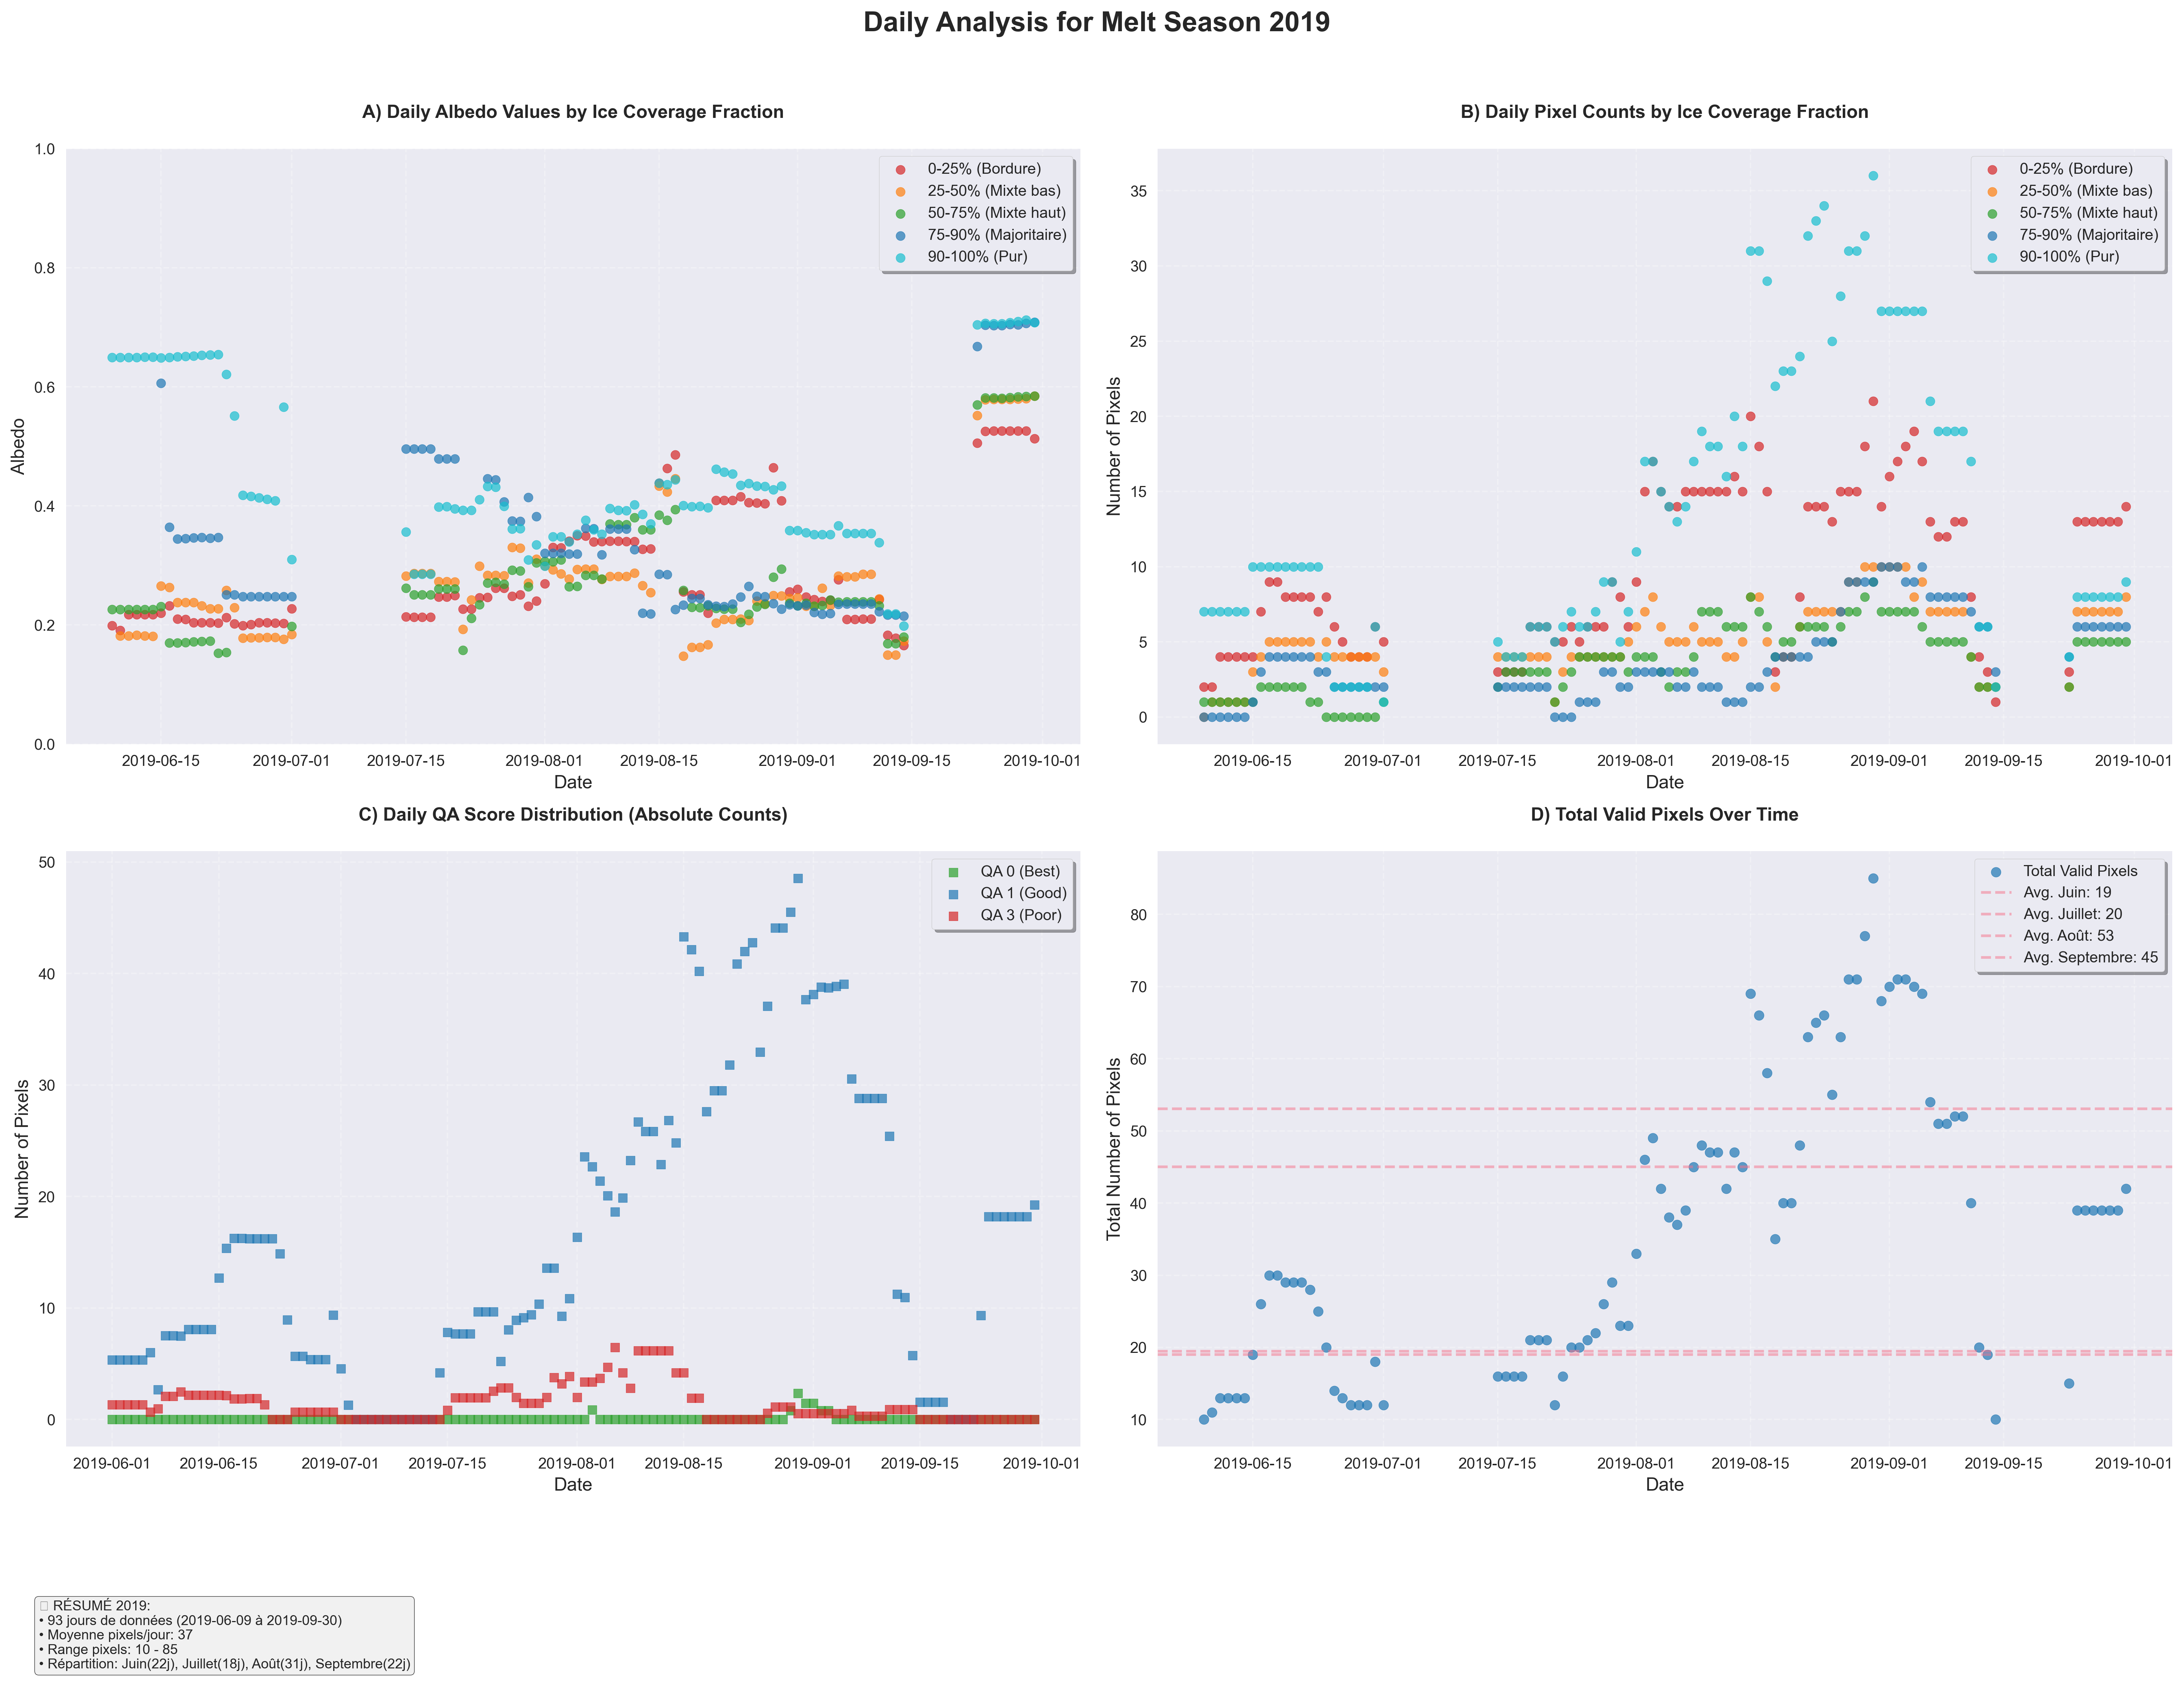 Daily Analysis for Melt Season 2019
A) Daily Albedo Values by Ice Coverage Fraction
1.0
0.8
0.6
0.4
0.2
0.0
Albedo
0-25% (Bordure)
25-50% (Mixte bas)
50-75% (Mixte haut)
75-90% (Majoritaire)
90-100% (Pur)
2019-06-15
2019-07-01
2019-07-15
2019-08-01
2019-08-15
2019-09-01
2019-09-15
2019-10-01
Date
B) Daily Pixel Counts by Ice Coverage Fraction
35
30
25
20
15
10
5
0
Number of Pixels
0-25% (Bordure)
25-50% (Mixte bas)
50-75% (Mixte haut)
75-90% (Majoritaire)
90-100% (Pur)
2019-06-15
2019-07-01
2019-07-15
2019-08-01
2019-08-15
2019-09-01
2019-09-15
2019-10-01
Date
C) Daily QA Score Distribution (Absolute Counts)
50
40
30
20
10
0
Number of Pixels
QA 0 (Best)
QA 1 (Good)
QA 3 (Poor)
2019-06-01
2019-06-15
2019-07-01
2019-07-15
2019-08-01
2019-08-15
2019-09-01
2019-09-15
2019-10-01
Date
D) Total Valid Pixels Over Time
80
70
60
50
40
30
20
10
Total Number of Pixels
Total Valid Pixels
Avg. Juin: 19
Avg. Juillet: 20
Avg. Août: 53
Avg. Septembre: 45
2019-06-15
2019-07-01
2019-07-15
2019-08-01
2019-08-15
2019-09-01
2019-09-15
2019-10-01
Date
RÉSUMÉ 2019:
• 93 jours de données (2019-06-09 à 2019-09-30)
• Moyenne pixels/jour: 37
• Range pixels: 10 - 85
• Répartition: Juin(22j), Juillet(18j), Août(31j), Septembre(22j)